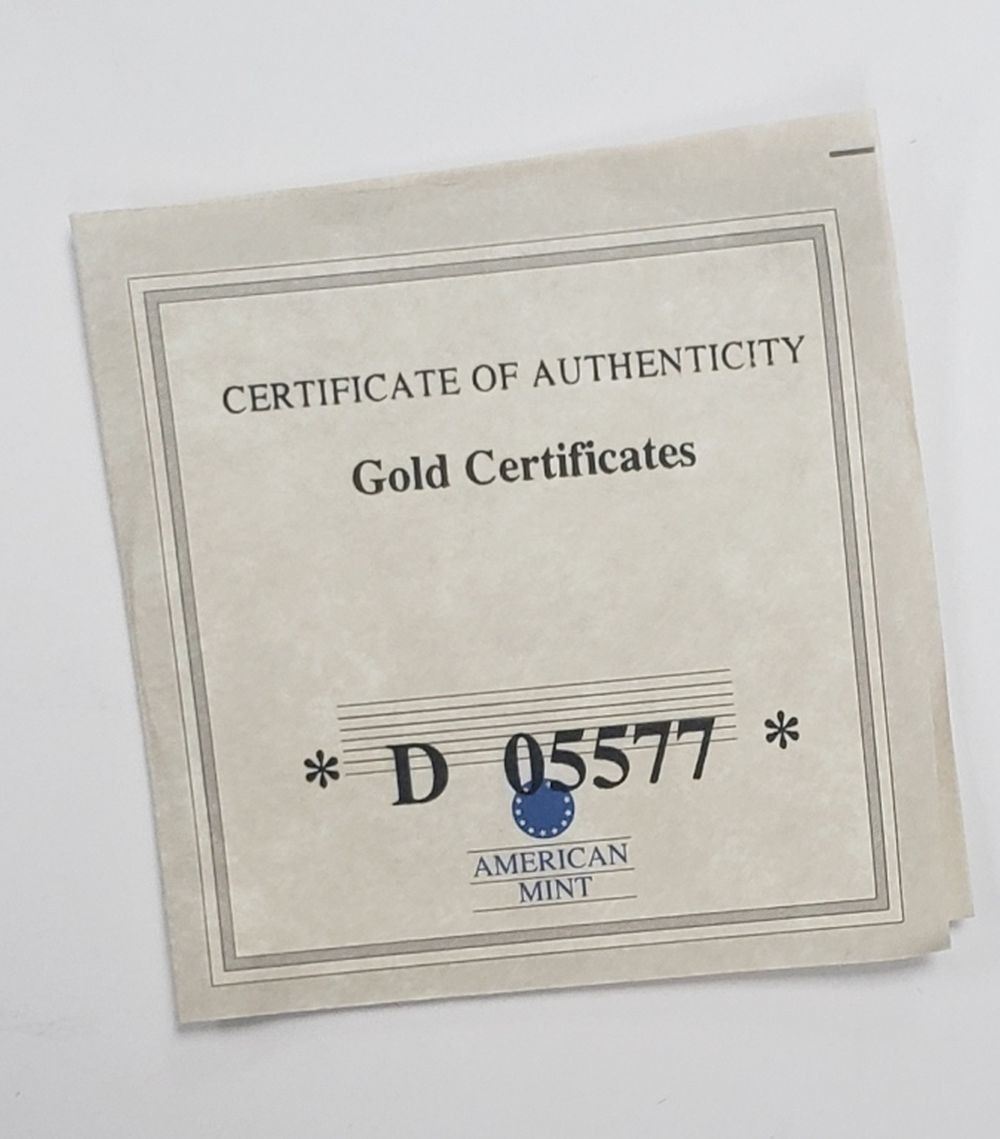 CERTIFICATE OF AUTHENTICITY
Gold Certificates
* D 05577 *
AMERICAN
MINT